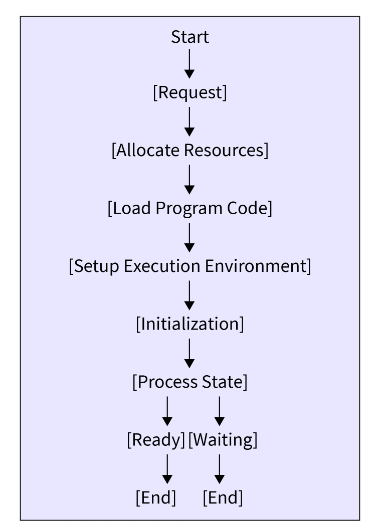 Start
[Request]
[Allocate Resources]
[Load Program Code]
[Setup Execution Environment]
[Initialization]
[Process State]
[Ready] [Waiting]
[End] [End]